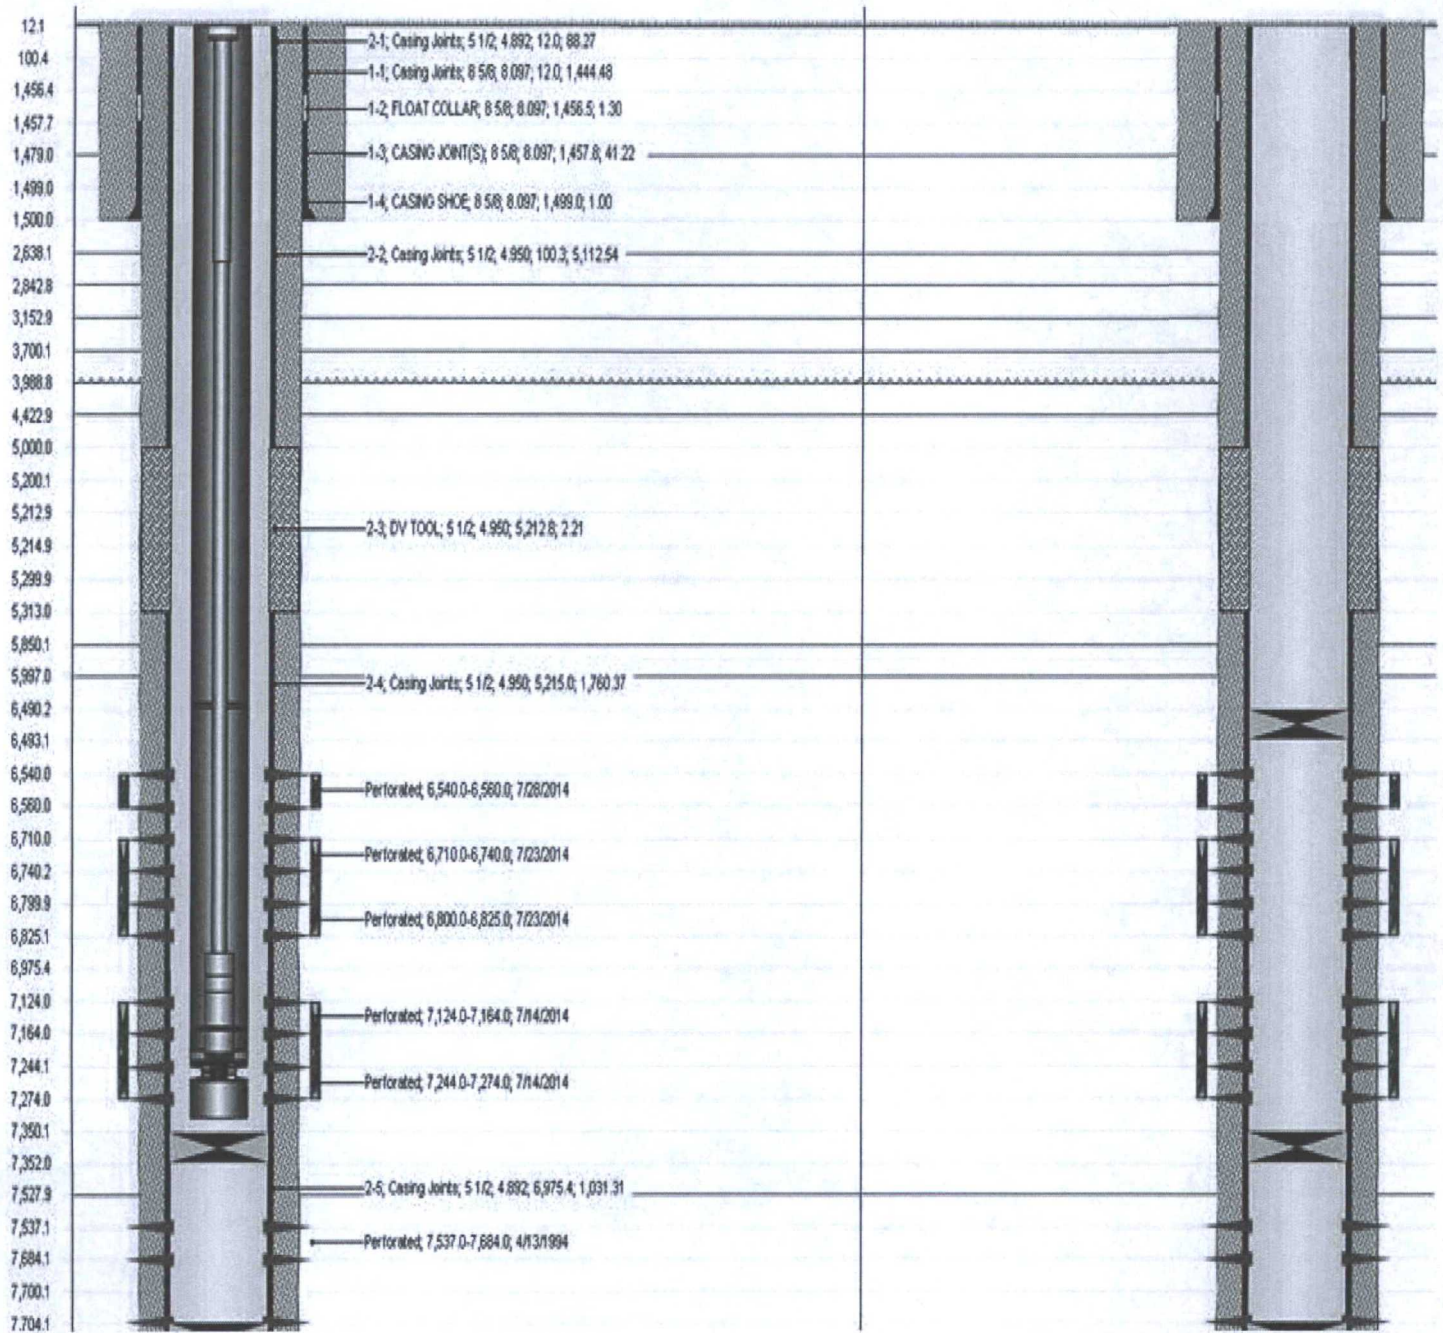 12.1
2-1; Casing Joints; 5 1/2; 4.892; 12.0; 88.27
100.4
1-1; Casing Joints; 8 5/8; 8.097; 12.0; 1,444.48
1,456.4
1-2; FLOAT COLLAR; 8 5/8; 8.097; 1,456.5; 1.30
1,457.7
1,479.0
1-3; CASING JOINT(S); 8 5/8; 8.097; 1,457.8; 41.22
1,499.0
1-4; CASING SHOE; 8 5/8; 8.097; 1,499.0; 1.00
1,500.0
2,638.1
2-2; Casing Joints; 5 1/2; 4.950; 100.3; 5,112.54
2,842.8
3,152.9
3,700.1
3,988.8
4,422.9
5,000.0
5,200.1
5,212.9
2-3; DV TOOL; 5 1/2; 4.950; 5,212.8; 2.21
5,214.9
5,299.9
5,313.0
5,850.1
5,997.0
2-4; Casing Joints; 5 1/2; 4.950; 5,215.0; 1,760.37
6,490.2
6,493.1
6,540.0
Perforated; 6,540.0-6,560.0; 7/28/2014
6,560.0
6,710.0
Perforated; 6,710.0-6,740.0; 7/23/2014
6,740.2
6,799.9
Perforated; 6,800.0-6,825.0; 7/23/2014
6,825.1
6,975.4
7,124.0
Perforated; 7,124.0-7,164.0; 7/14/2014
7,164.0
7,244.1
Perforated; 7,244.0-7,274.0; 7/14/2014
7,274.0
7,350.1
7,352.0
2-5; Casing Joints; 5 1/2; 4.892; 6,975.4; 1,031.31
7,527.9
7,537.1
Perforated; 7,537.0-7,684.0; 4/13/1994
7,684.1
7,700.1
7,704.1